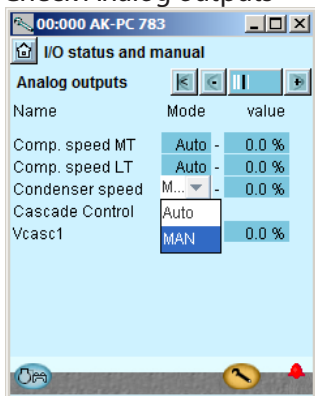 Check Analog outputs
00:000 AK-PC 783
I/O status and manual
Analog outputs
Name Mode value
Comp. speed MT Auto - 0.0 %
Comp. speed LT Auto - 0.0 %
Condenser speed M... - 0.0 %
Cascade Control Auto
Vcasc1 MAN 0.0 %